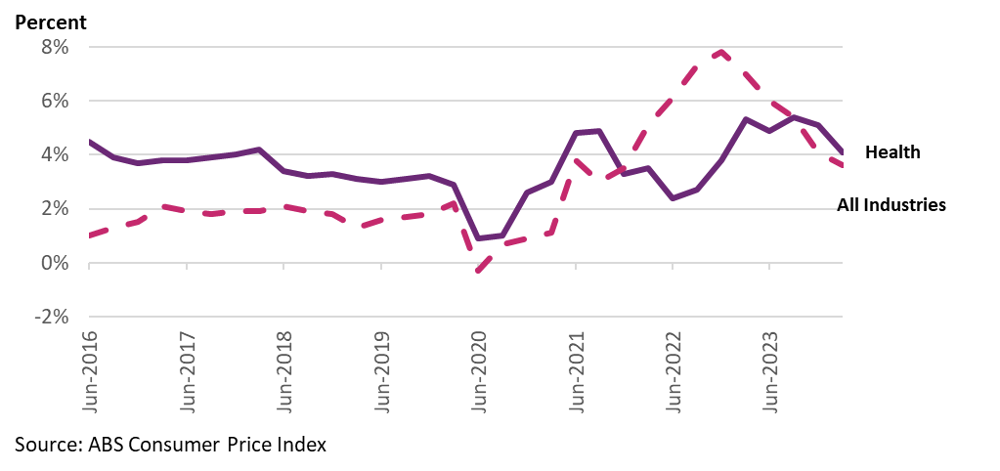 Percent
8%
6%
4%
2%
0%
-2%
Health
All Industries
Jun-2016
Jun-2017
Jun-2018
Jun-2019
Jun-2020
Jun-2021
Jun-2022
Jun-2023
Source: ABS Consumer Price Index